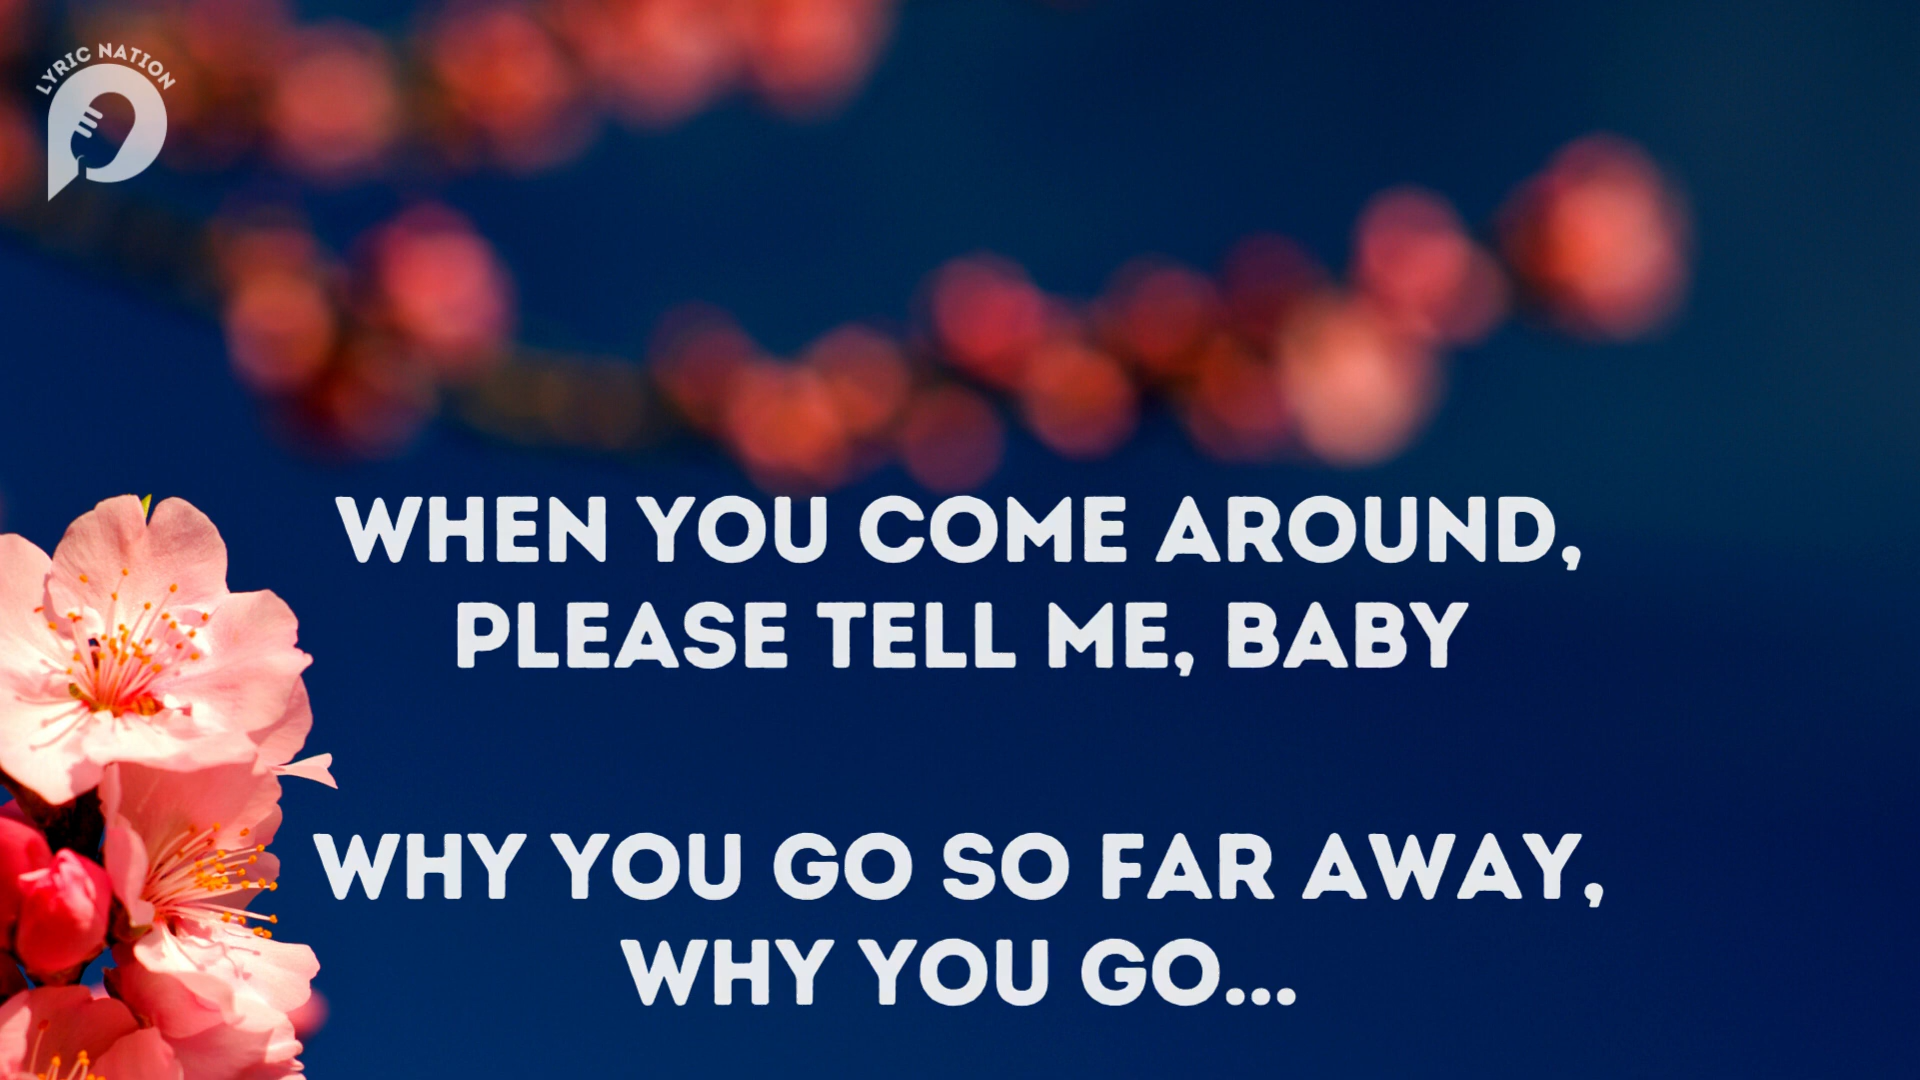 LYRIC NATION
WHEN YOU COME AROUND,
PLEASE TELL ME, BABY
WHY YOU GO SO FAR AWAY,
WHY YOU GO...